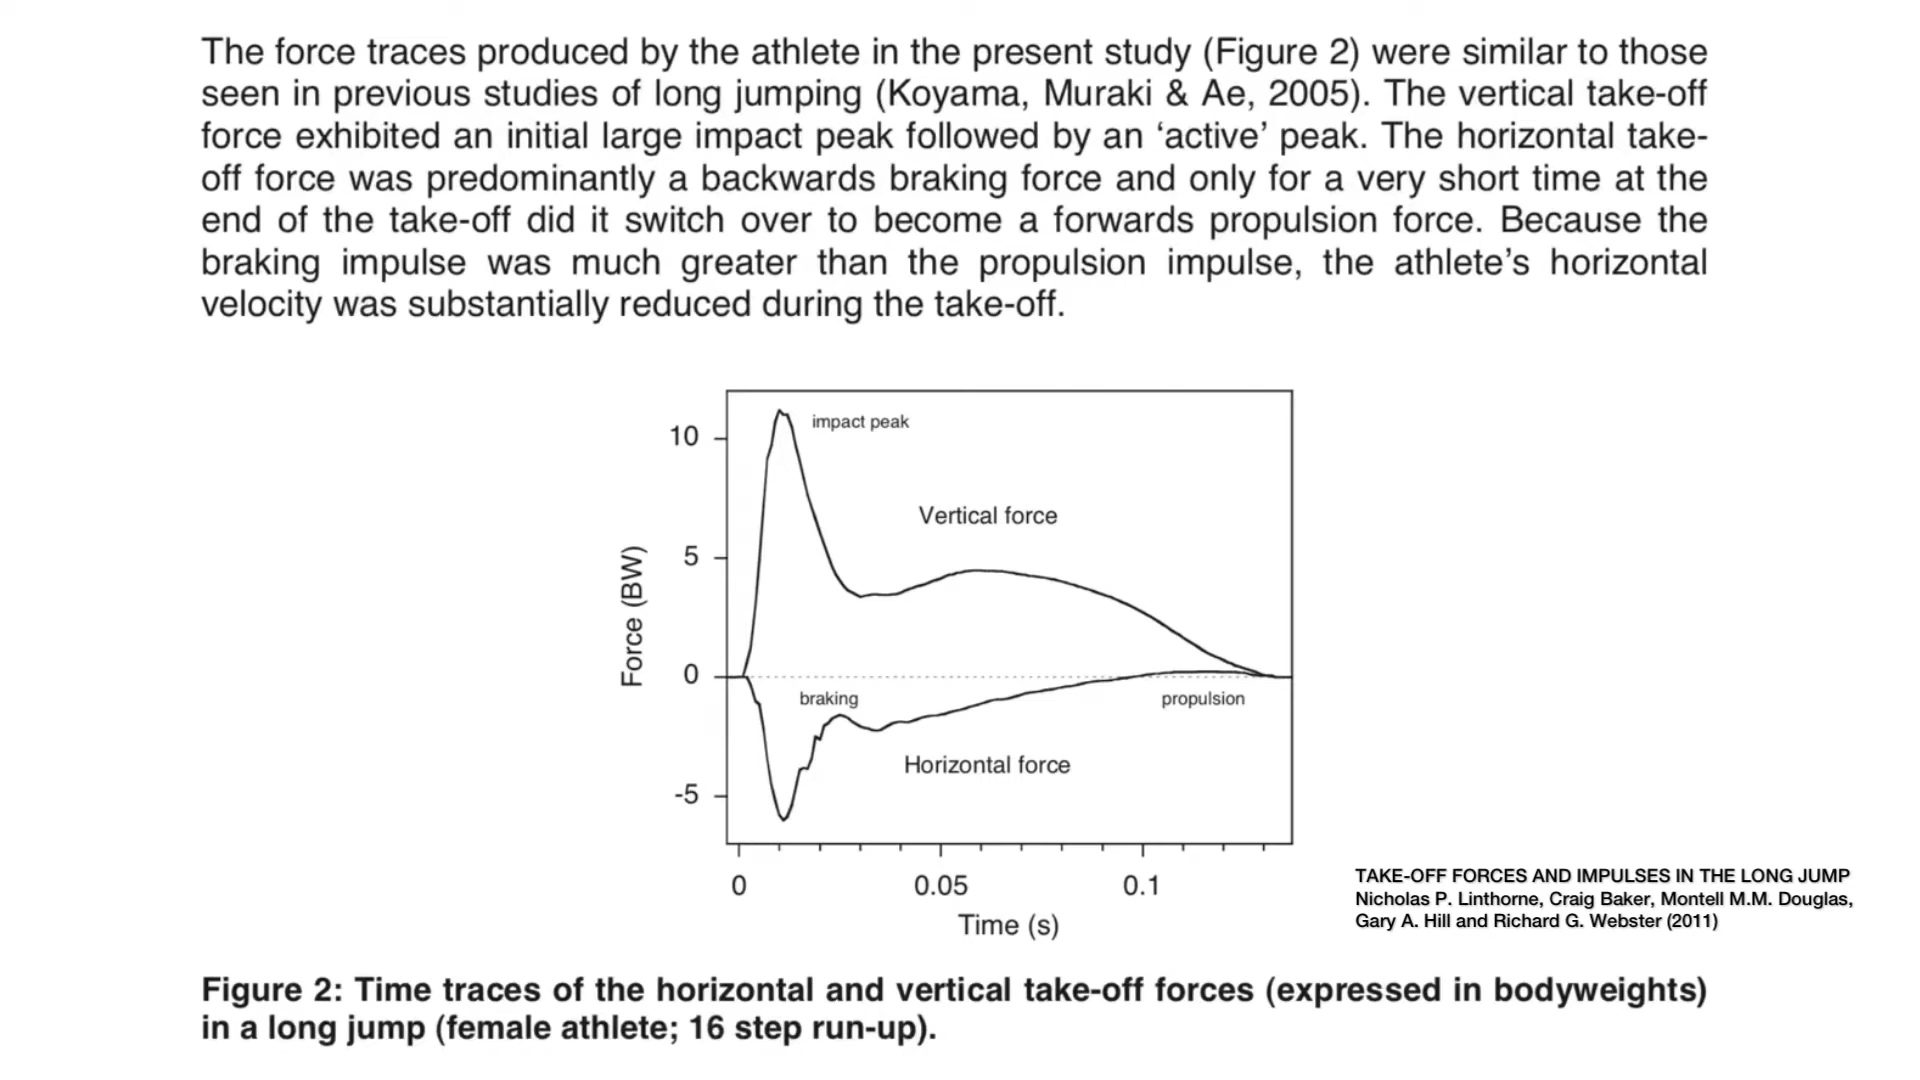 The force traces produced by the athlete in the present study (Figure 2) were similar to those
seen in previous studies of long jumping (Koyama, Muraki & Ae, 2005). The vertical take-off
force exhibited an initial large impact peak followed by an ‘active’ peak. The horizontal take-
off force was predominantly a backwards braking force and only for a very short time at the
end of the take-off did it switch over to become a forwards propulsion force. Because the
braking impulse was much greater than the propulsion impulse, the athlete’s horizontal
velocity was substantially reduced during the take-off.
10
impact peak
Vertical force
5
Force (BW)
0
braking
propulsion
Horizontal force
-5
0
0.05
0.1
Time (s)
TAKE-OFF FORCES AND IMPULSES IN THE LONG JUMP
Nicholas P. Linthorne, Craig Baker, Montell M.M. Douglas,
Gary A. Hill and Richard G. Webster (2011)
Figure 2: Time traces of the horizontal and vertical take-off forces (expressed in bodyweights)
in a long jump (female athlete; 16 step run-up).